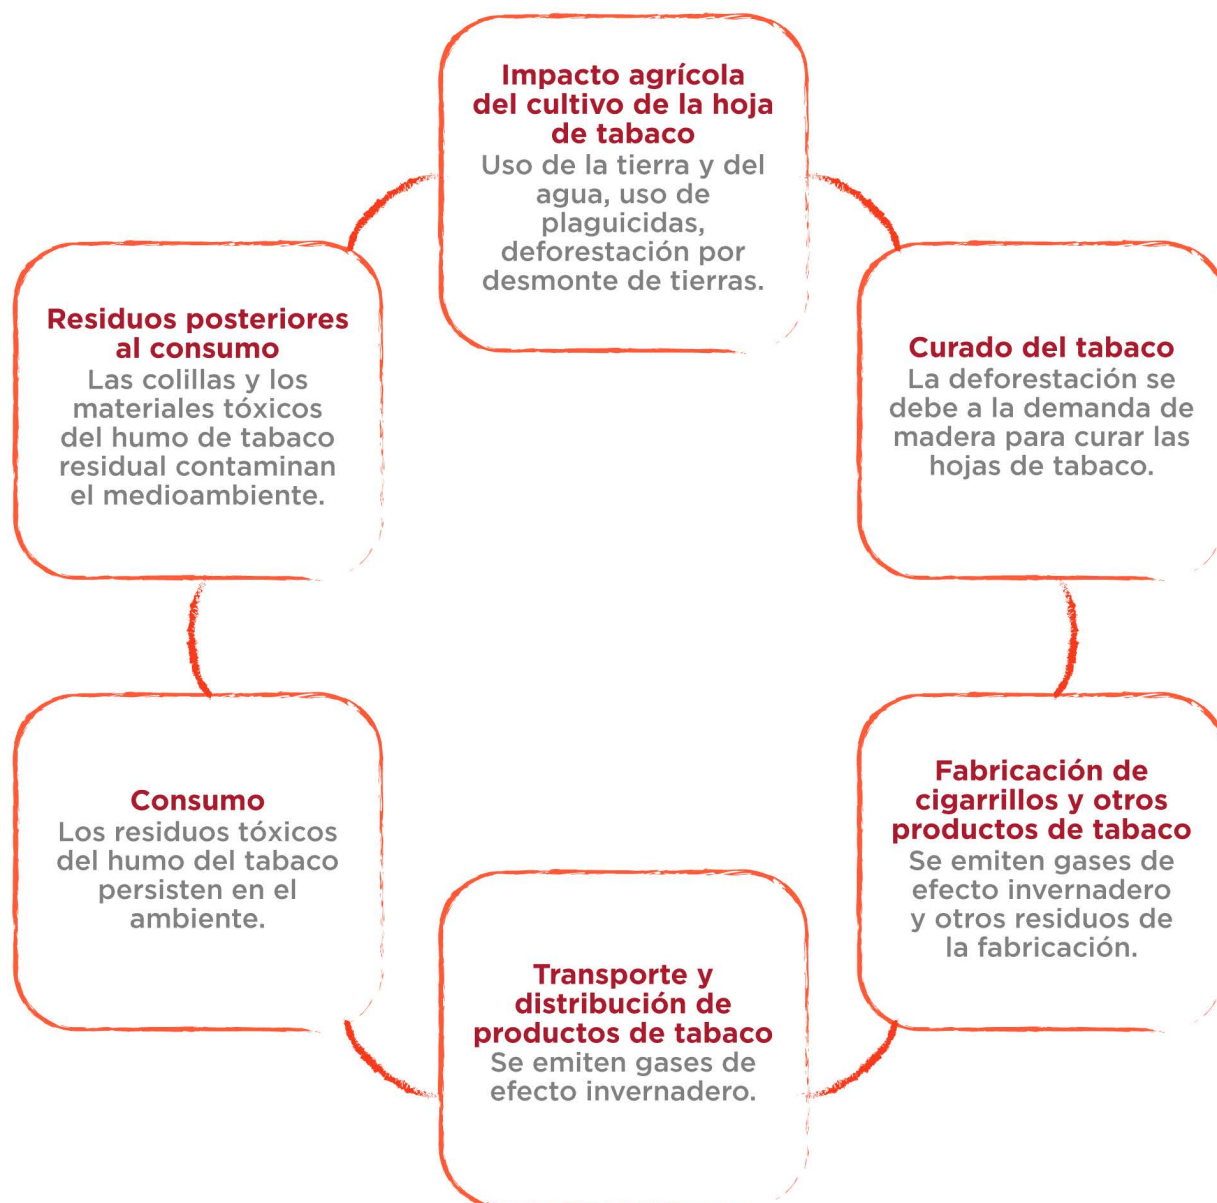 Impacto agrícola
del cultivo de la hoja
de tabaco
Uso de la tierra y del
agua, uso de
plaguicidas,
deforestación por
desmonte de tierras.
Curado del tabaco
La deforestación se
debe a la demanda de
madera para curar las
hojas de tabaco.
Fabricación de
cigarrillos y otros
productos de tabaco
Se emiten gases de
efecto invernadero
y otros residuos de
la fabricación.
Transporte y
distribución de
productos de tabaco
Se emiten gases de
efecto invernadero.
Consumo
Los residuos tóxicos
del humo del tabaco
persisten en el
ambiente.
Residuos posteriores
al consumo
Las colillas y los
materiales tóxicos
del humo de tabaco
residual contaminan
el medioambiente.